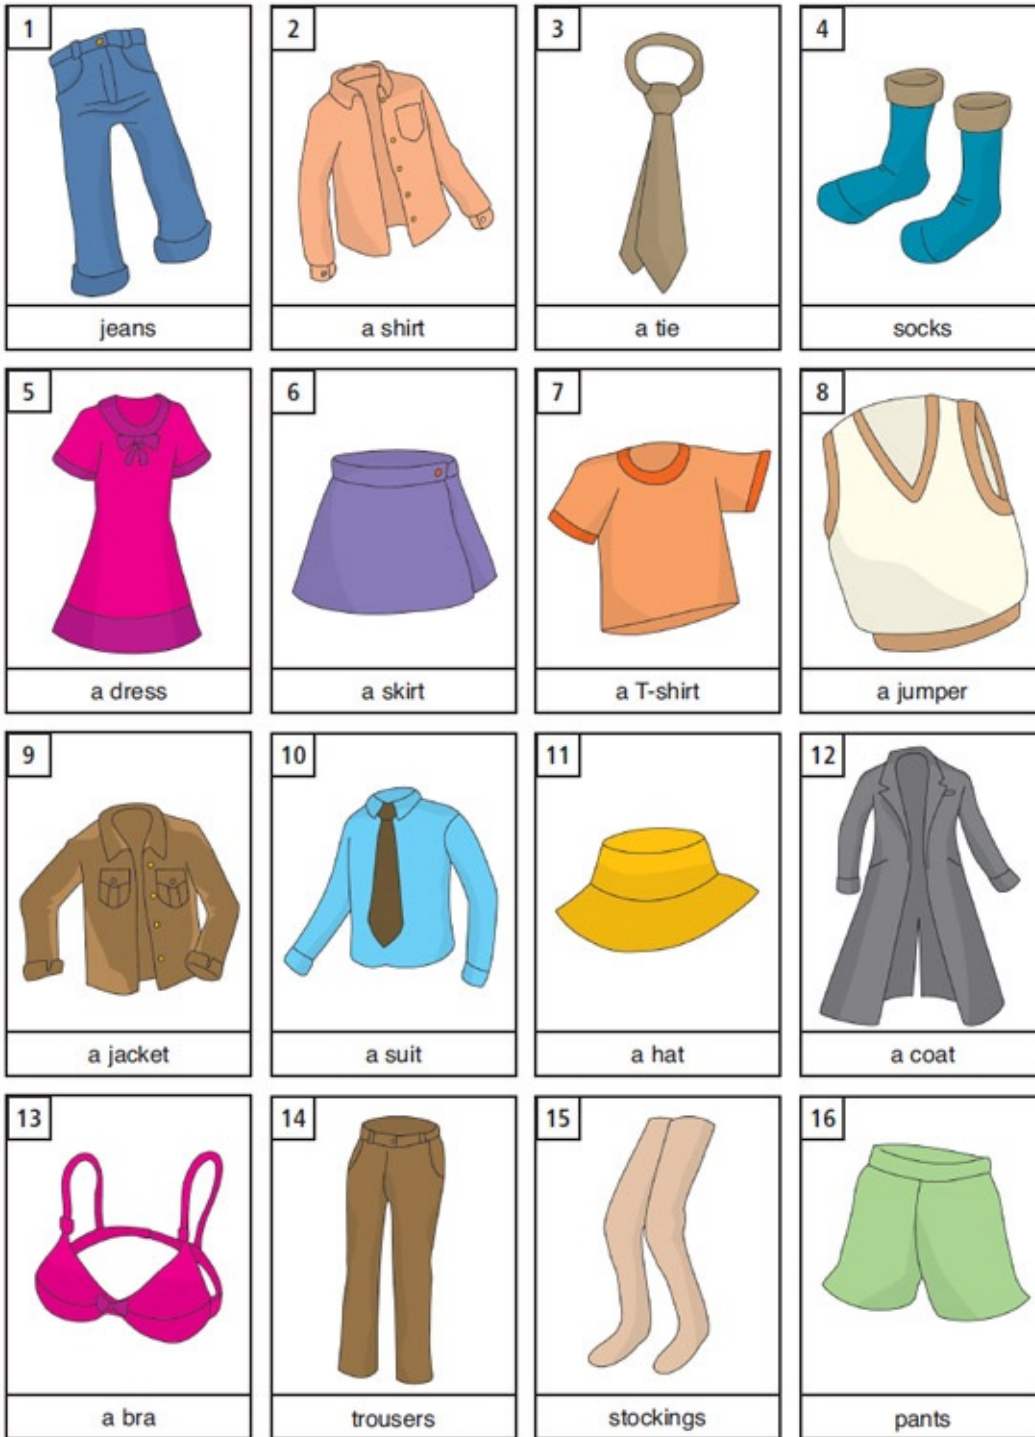 1
jeans
2
a shirt
3
a tie
4
socks
5
a dress
6
a skirt
7
a T-shirt
8
a jumper
9
a jacket
10
a suit
11
a hat
12
a coat
13
a bra
14
trousers
15
stockings
16
pants